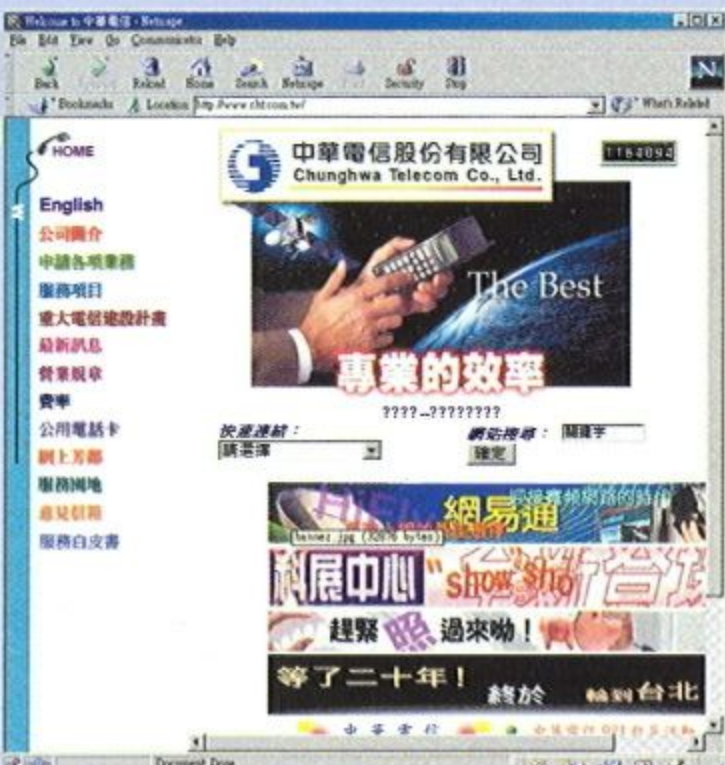 Welcome to 中華電信 - Netscape
File Edit View Go Communicator Help
Back Reload Home Search Netscape Security Stop
Bookmarks Location http://www.cht.com.tw/ What's Related
HOME
中華電信股份有限公司
Chunghwa Telecom Co., Ltd.
1164094
English
公司簡介
申請各項業務
服務項目
重大電信建設計畫
最新訊息
營業規章
費率
公用電話卡
網上芳鄰
服務園地
意見信箱
服務白皮書
The Best
專業的效率
????--????????
快速連結：
網站搜尋：
關鍵字
請選擇
確定
HiFly
網易通
banner.jpg (32876 bytes)
科展中心 "show" sho
趕緊 照 過來呦！
等了二十年！
終於 輪到台北
中華電信
Document Done